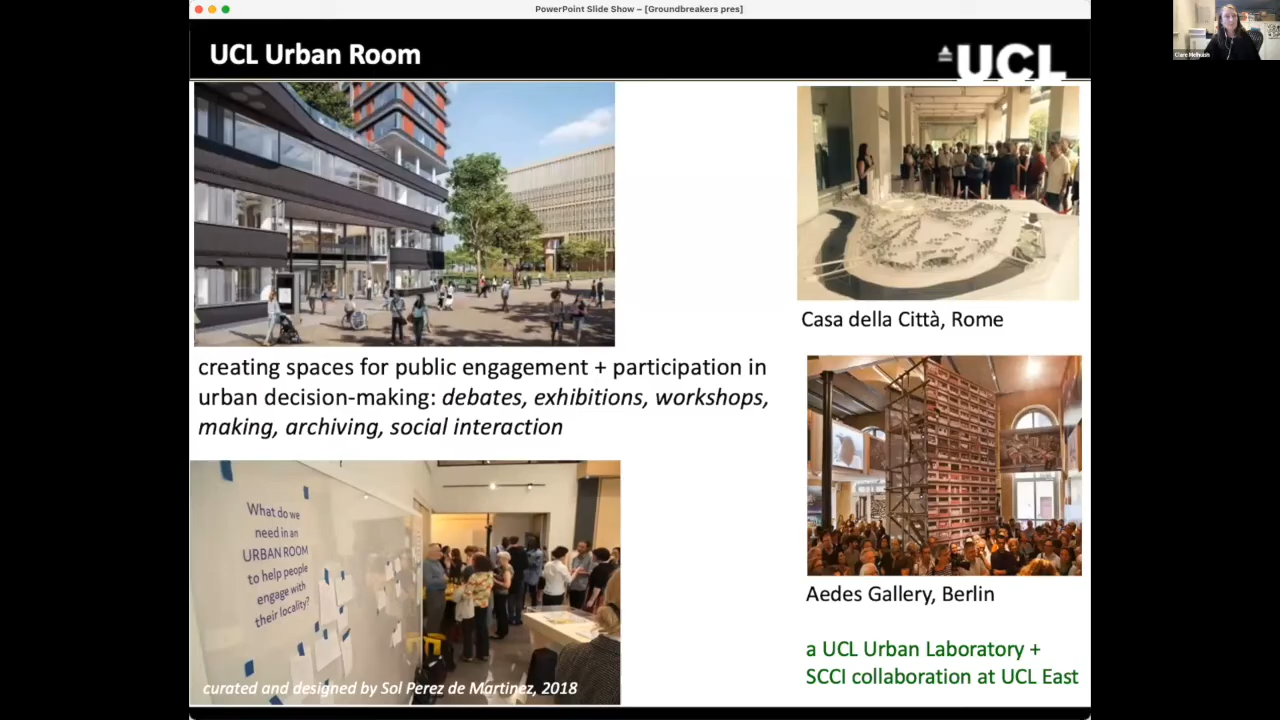 PowerPoint Slide Show – [Groundbreakers pres]
UCL Urban Room
UCL
Clare Melhuish
Casa della Città, Rome
creating spaces for public engagement + participation in
urban decision-making: debates, exhibitions, workshops,
making, archiving, social interaction
What do we
need in an
URBAN ROOM
to help people
engage with
their locality?
curated and designed by Sol Perez de Martinez, 2018
Aedes Gallery, Berlin
a UCL Urban Laboratory +
SCCI collaboration at UCL East